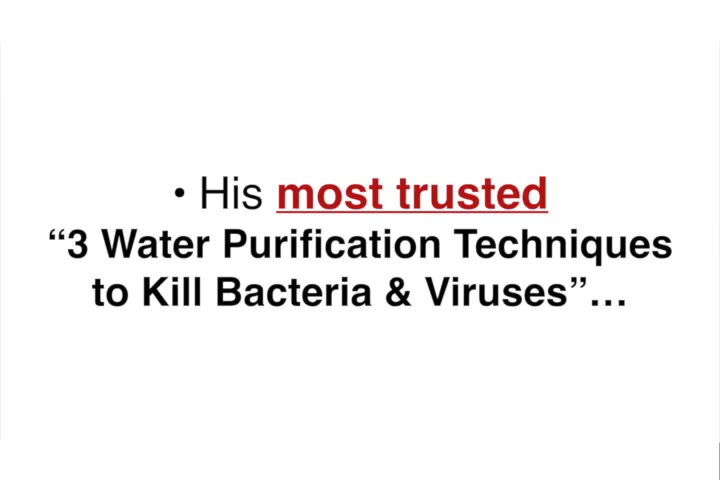 • His most trusted
“3 Water Purification Techniques
to Kill Bacteria & Viruses”…